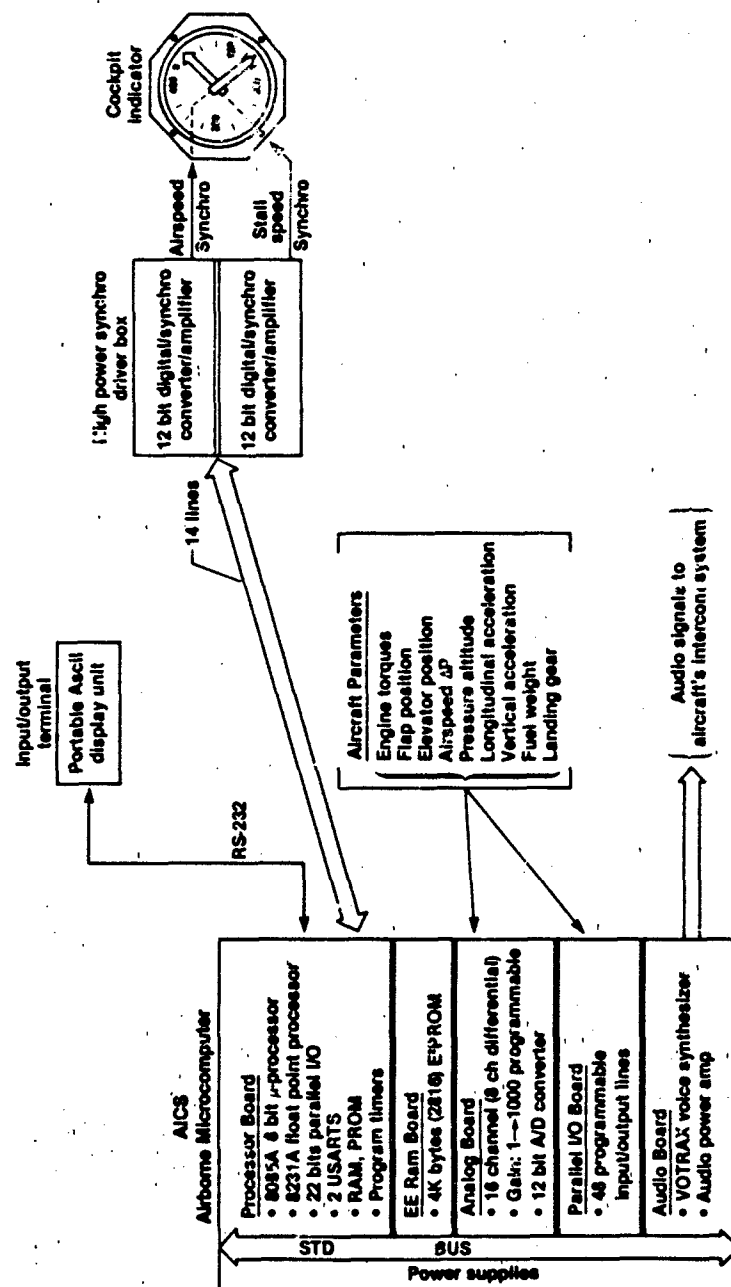 AICS
Airborne Microcomputer
Processor Board
• 8085A 8 bit μ-processor
• 8231A float point processor
• 22 bits parallel I/O
• 2 USARTS
• RAM, PROM
• Program timers
EE Ram Board
• 4K bytes (2816) E²PROM
Analog Board
• 16 channel (8 ch differential)
• Gain: 1→1000 programmable
• 12 bit A/D converter
Parallel I/O Board
• 48 programmable
input/output lines
Audio Board
• VOTRAX voice synthesizer
• Audio power amp
STD BUS
Power supplies
Input/output
terminal
Portable Ascii
display unit
RS-232
14 lines
Aircraft Parameters
Engine torques
Flap position
Elevator position
Airspeed ΔP
Pressure altitude
Longitudinal acceleration
Vertical acceleration
Fuel weight
Landing gear
Audio signals to
aircraft's intercom system
High power synchro
driver box
12 bit digital/synchro
converter/amplifier
12 bit digital/synchro
converter/amplifier
Airspeed
Synchro
Stall
speed
Synchro
Cockpit
Indicator